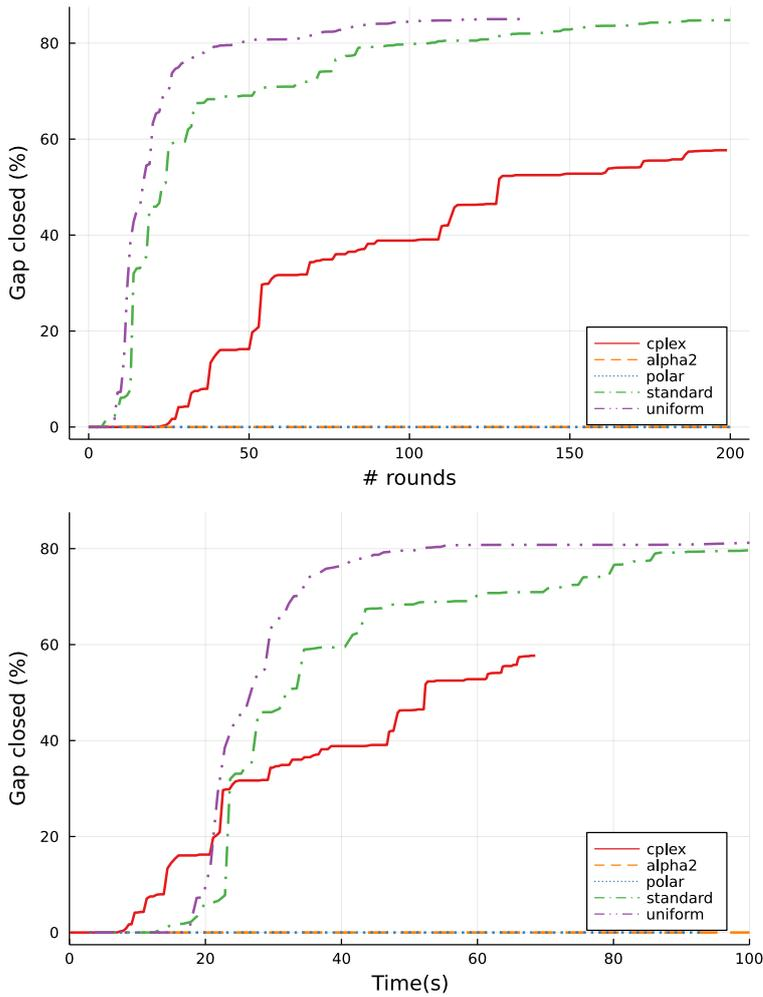 80
60
40
20
0
Gap closed (%)
cplex
alpha2
polar
standard
uniform
0 50 100 150 200
# rounds
80
60
40
20
0
Gap closed (%)
cplex
alpha2
polar
standard
uniform
0 20 40 60 80 100
Time(s)